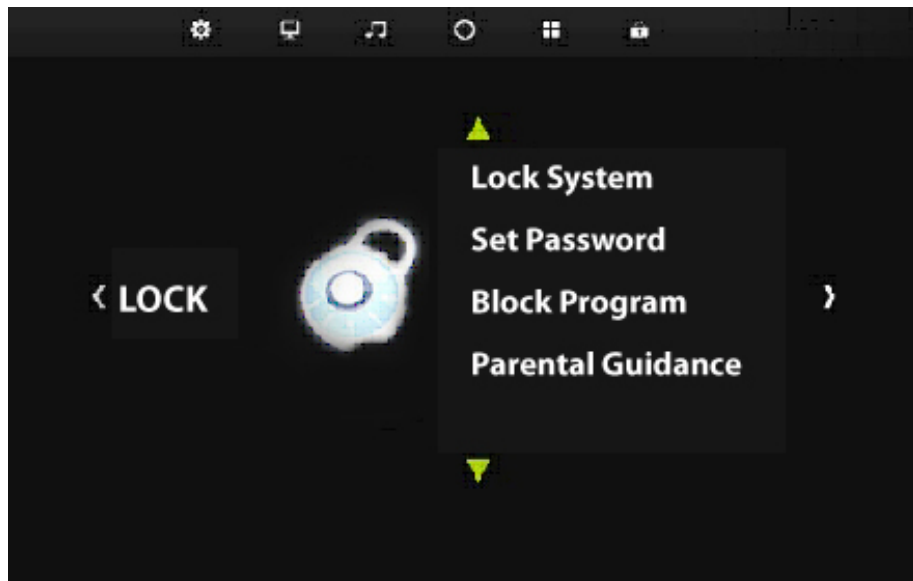 LOCK
Lock System
Set Password
Block Program
Parental Guidance